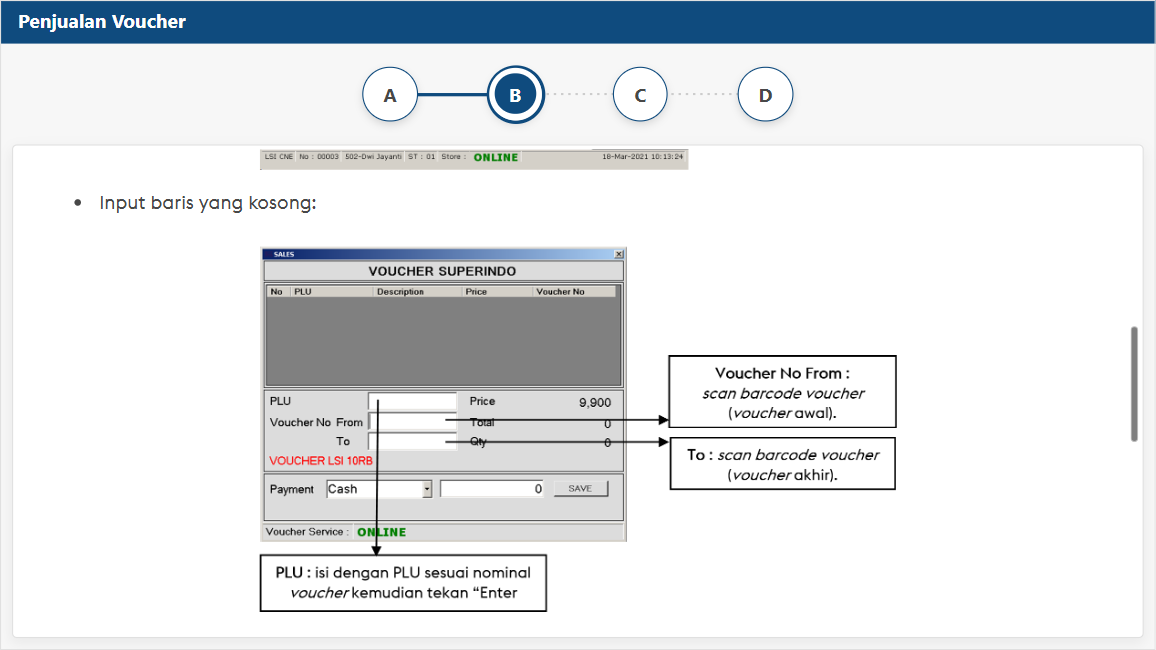 Penjualan Voucher
A B C D
LSI CNE No : 00003 502-Dwi Jayanti ST : 01 Store : ONLINE 18-Mar-2021 10:13:24
• Input baris yang kosong:
SALES
VOUCHER SUPERINDO
No PLU Description Price Voucher No
PLU Price 9,900
Voucher No From Total 0
To Qty 0
VOUCHER LSI 10RB
Payment Cash 0 SAVE
Voucher Service : ONLINE
Voucher No From :
scan barcode voucher
(voucher awal).
To : scan barcode voucher
(voucher akhir).
PLU : isi dengan PLU sesuai nominal
voucher kemudian tekan “Enter